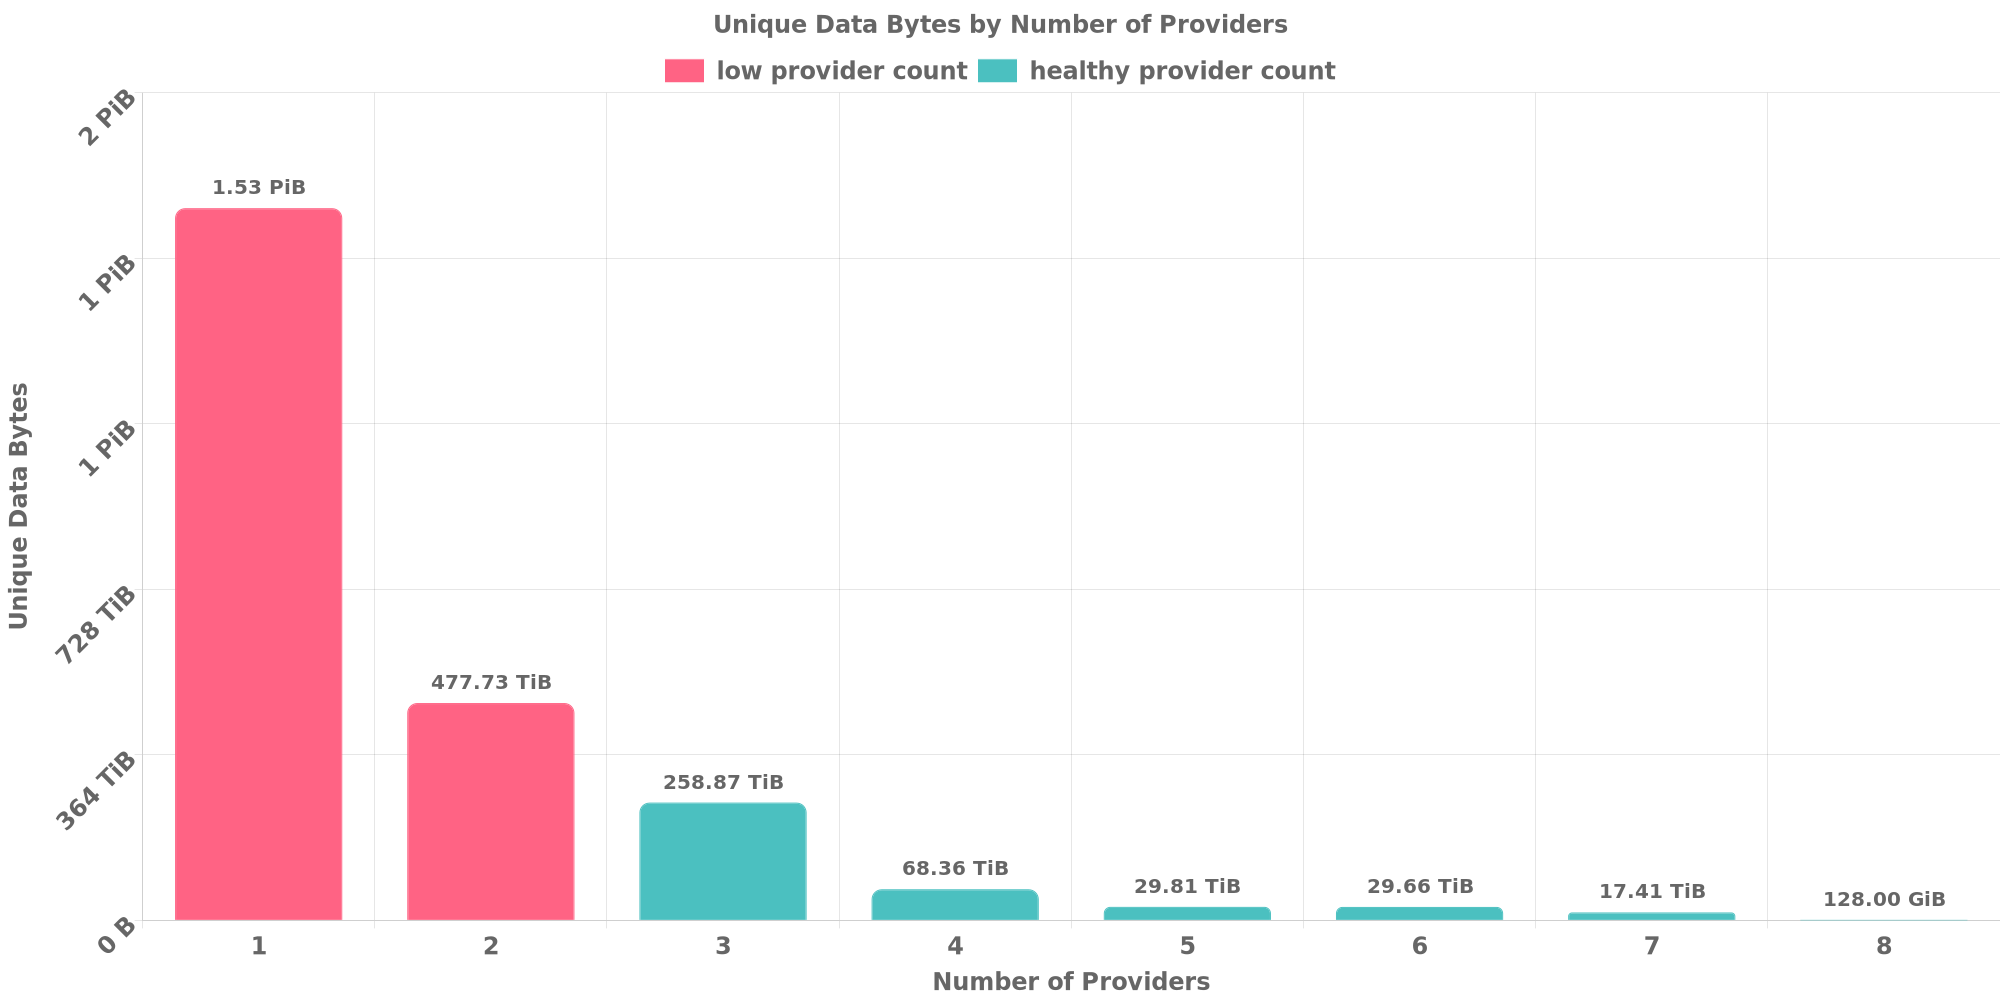 Unique Data Bytes by Number of Providers
low provider count healthy provider count
2 PiB
1 PiB
1 PiB
728 TiB
364 TiB
0 B
Unique Data Bytes
1.53 PiB
477.73 TiB
258.87 TiB
68.36 TiB
29.81 TiB
29.66 TiB
17.41 TiB
128.00 GiB
1 2 3 4 5 6 7 8
Number of Providers